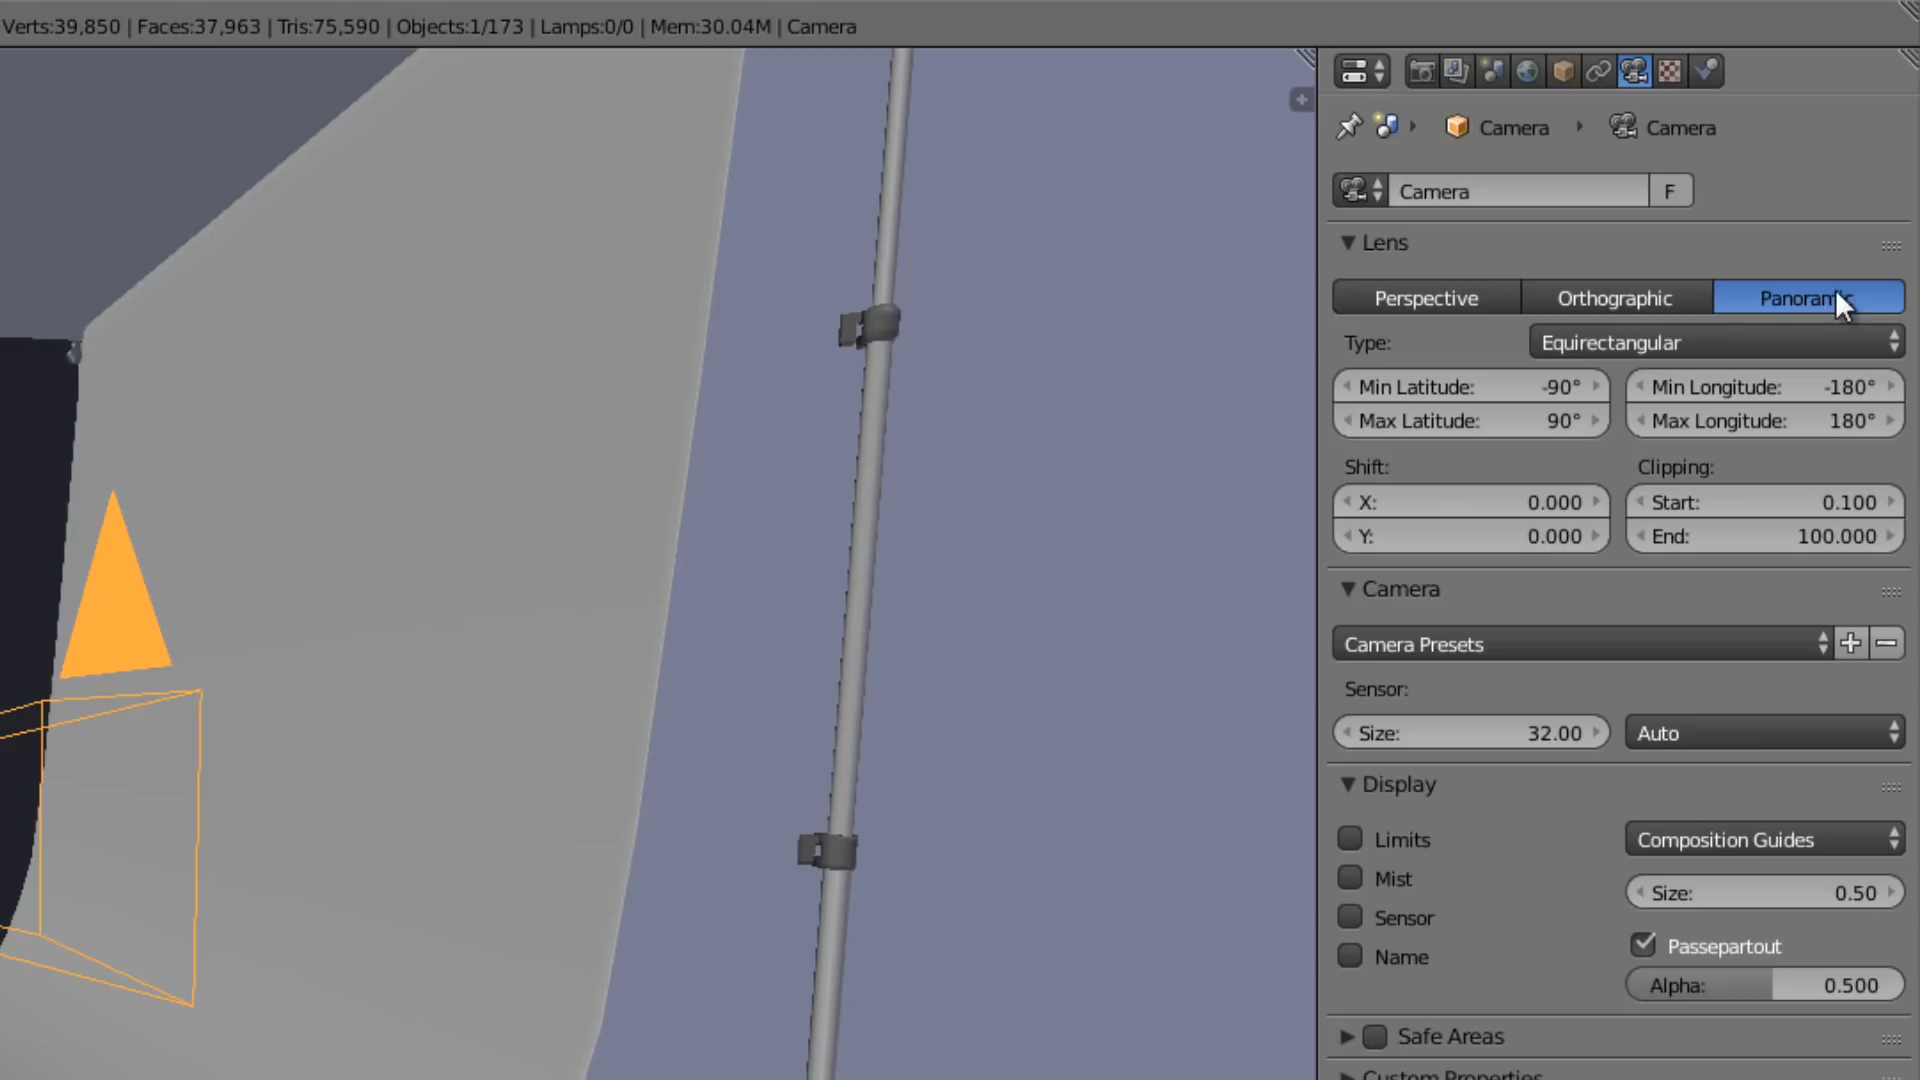 Verts:39,850 | Faces:37,963 | Tris:75,590 | Objects:1/173 | Lamps:0/0 | Mem:30.04M | Camera
Camera Camera
Camera F
Lens
Perspective Orthographic Panoramic
Type: Equirectangular
Min Latitude: -90° Min Longitude: -180°
Max Latitude: 90° Max Longitude: 180°
Shift: Clipping:
X: 0.000 Start: 0.100
Y: 0.000 End: 100.000
Camera
Camera Presets
Sensor:
Size: 32.00 Auto
Display
Limits Composition Guides
Mist Size: 0.50
Sensor
Name Passepartout
Alpha: 0.500
Safe Areas
Custom Properties